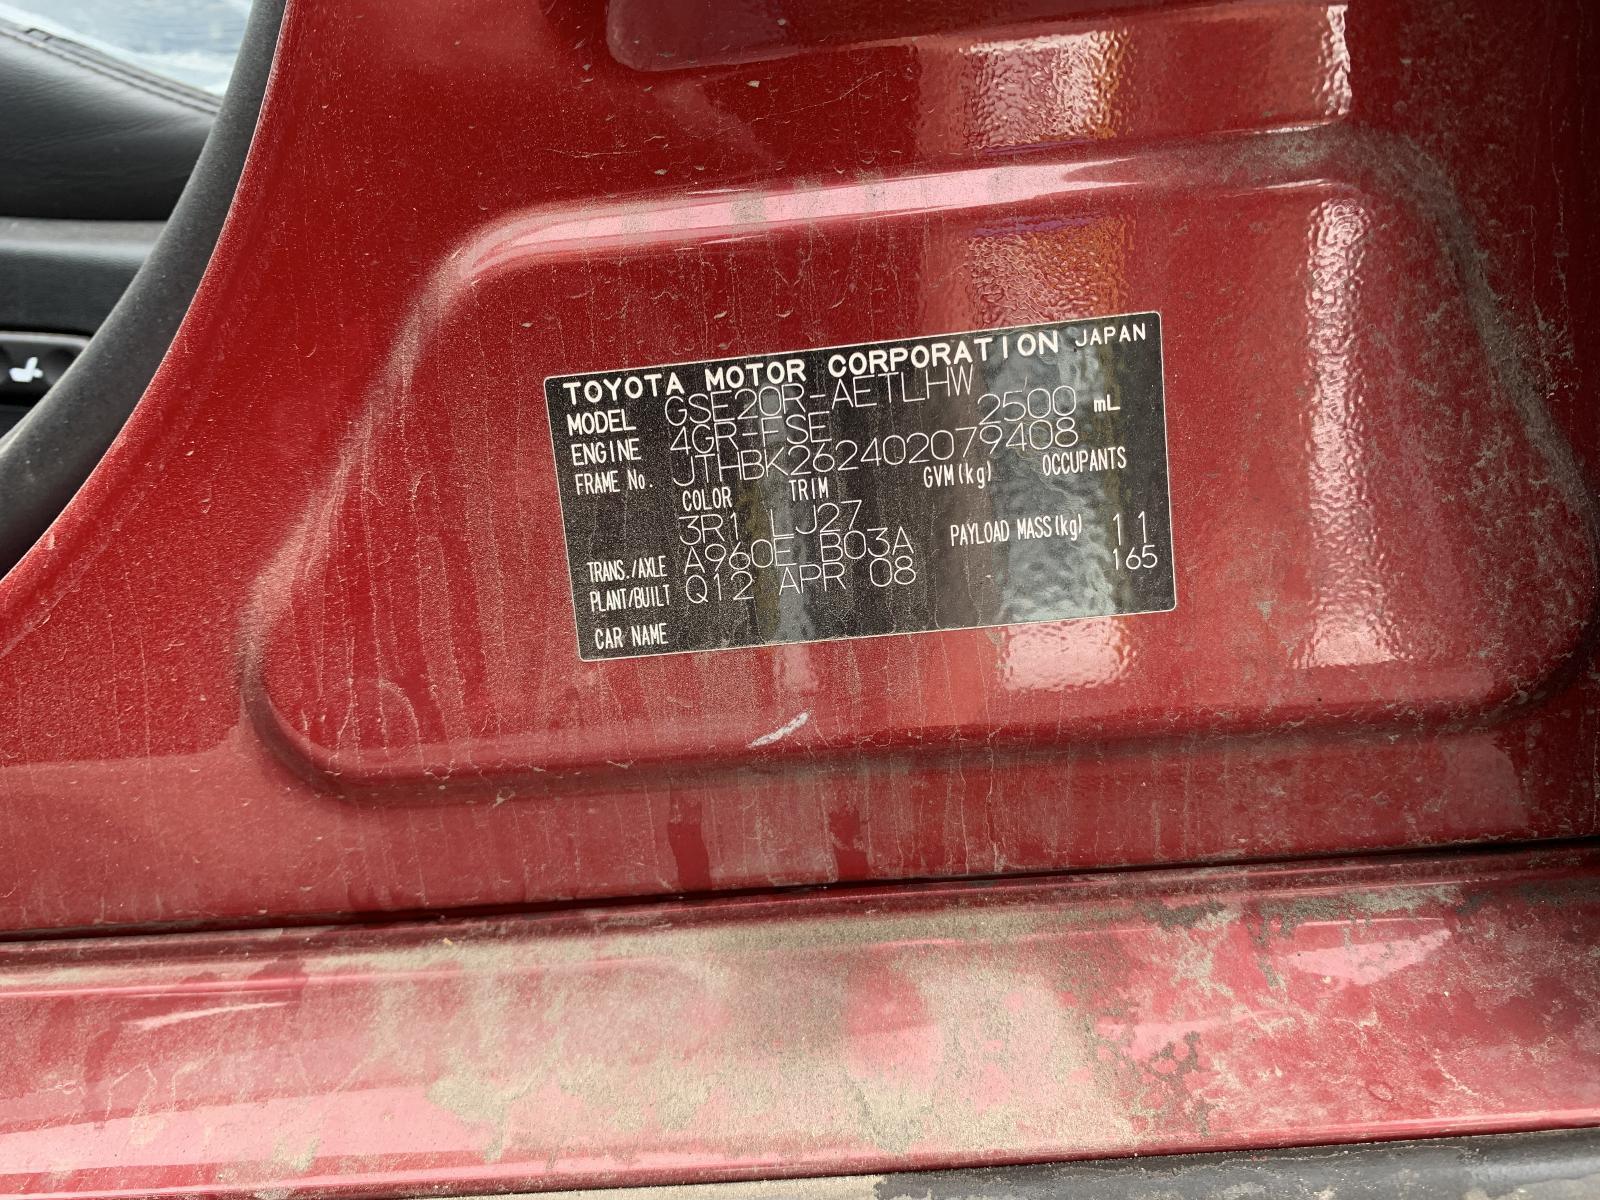 TOYOTA MOTOR CORPORATION JAPAN
MODEL GSE20R-AETLHW
ENGINE 4GR-FSE 2500 mL
FRAME No. JTHBK262402079408
COLOR TRIM GVM(kg) OCCUPANTS
3R1 LJ27
TRANS./AXLE A960E B03A PAYLOAD MASS(kg) 11
PLANT/BUILT Q12 APR 08 165
CAR NAME